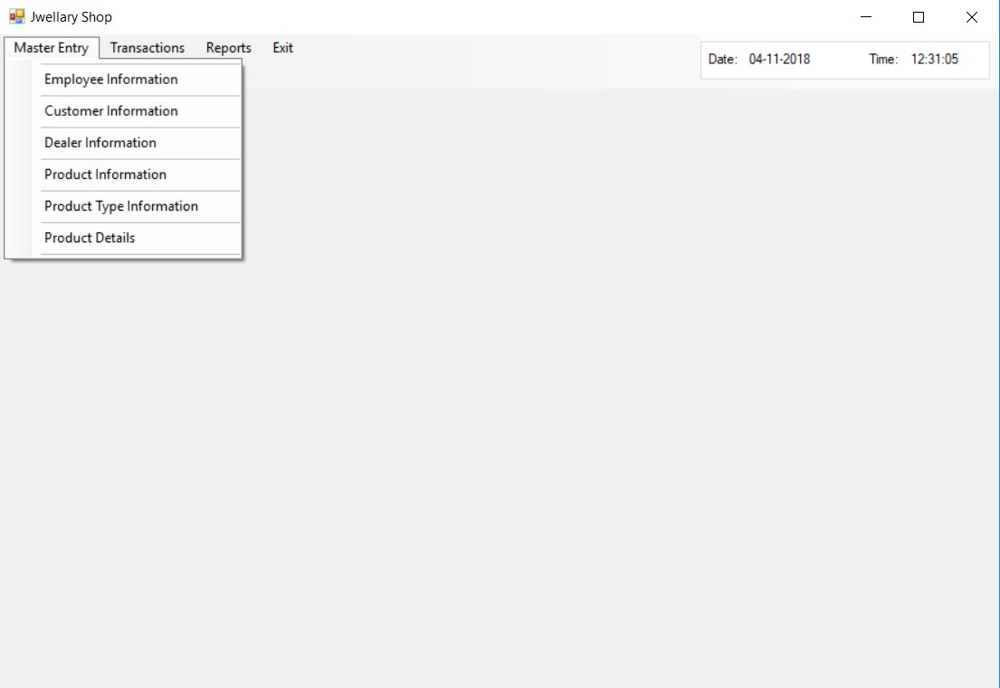 Jwellary Shop
Master Entry Transactions Reports Exit
Date: 04-11-2018 Time: 12:31:05
Employee Information
Customer Information
Dealer Information
Product Information
Product Type Information
Product Details